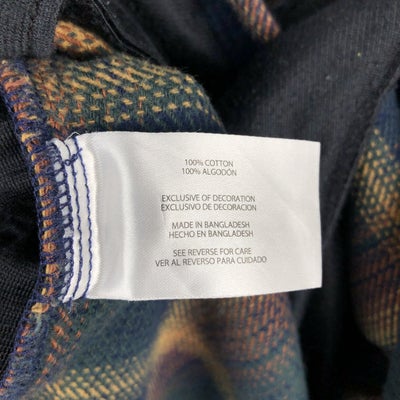 100% COTTON
100% ALGODÓN
EXCLUSIVE OF DECORATION
EXCLUSIVO DE DECORACION
MADE IN BANGLADESH
HECHO EN BANGLADESH
SEE REVERSE FOR CARE
VER AL REVERSO PARA CUIDADO